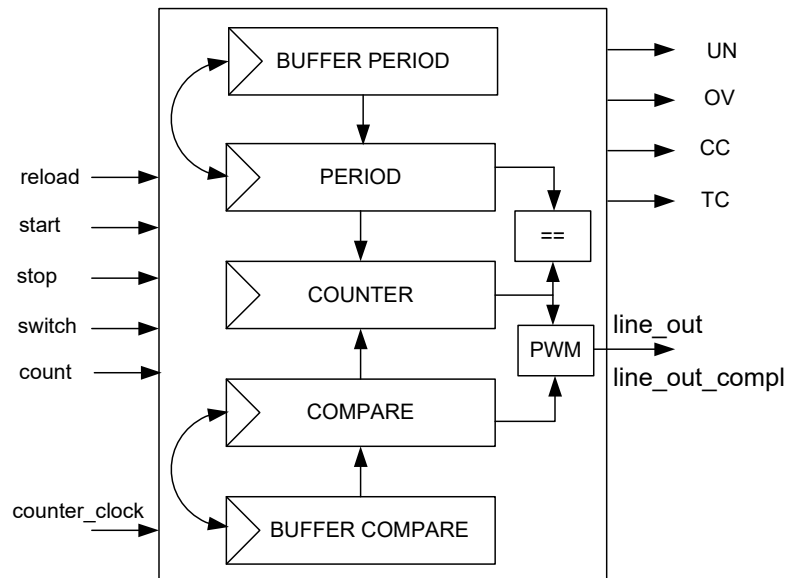 BUFFER PERIOD
UN
OV
CC
TC
reload
start
stop
switch
count
PERIOD
==
COUNTER
line_out
PWM
line_out_compl
COMPARE
counter_clock
BUFFER COMPARE